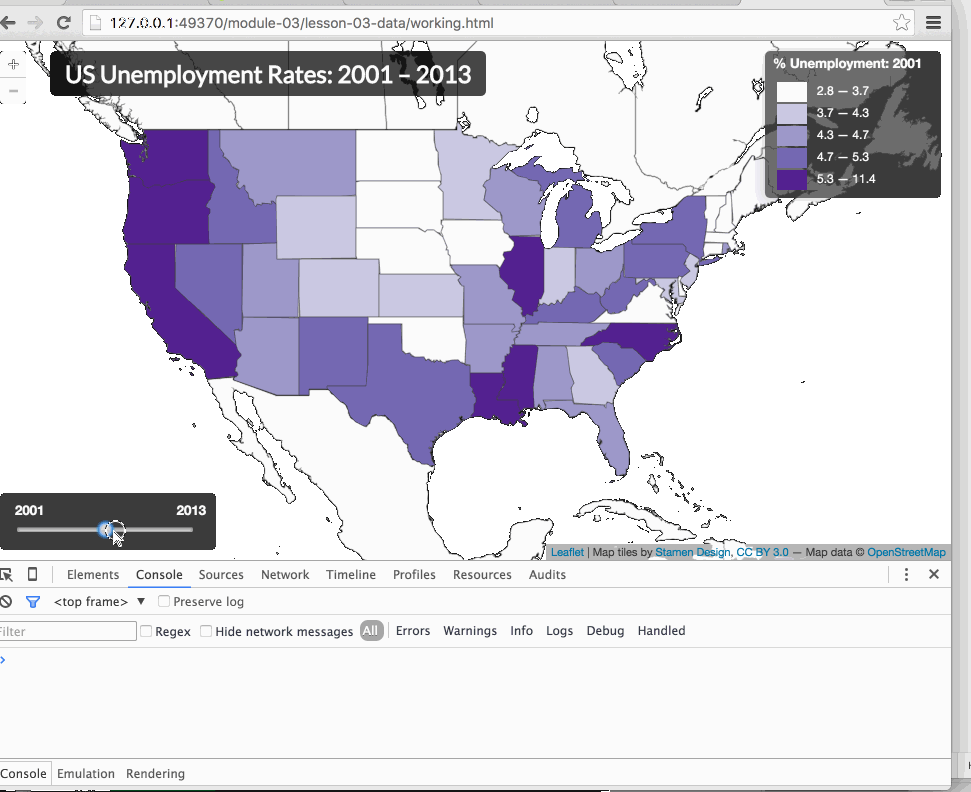 127.0.0.1:49370/module-03/lesson-03-data/working.html
+
−
US Unemployment Rates: 2001 – 2013
% Unemployment: 2001
2.8 — 3.7
3.7 — 4.3
4.3 — 4.7
4.7 — 5.3
5.3 — 11.4
2001 2013
Leaflet | Map tiles by Stamen Design, CC BY 3.0 — Map data © OpenStreetMap
Elements Console Sources Network Timeline Profiles Resources Audits
<top frame> ▼ Preserve log
Filter Regex Hide network messages All Errors Warnings Info Logs Debug Handled
Console Emulation Rendering